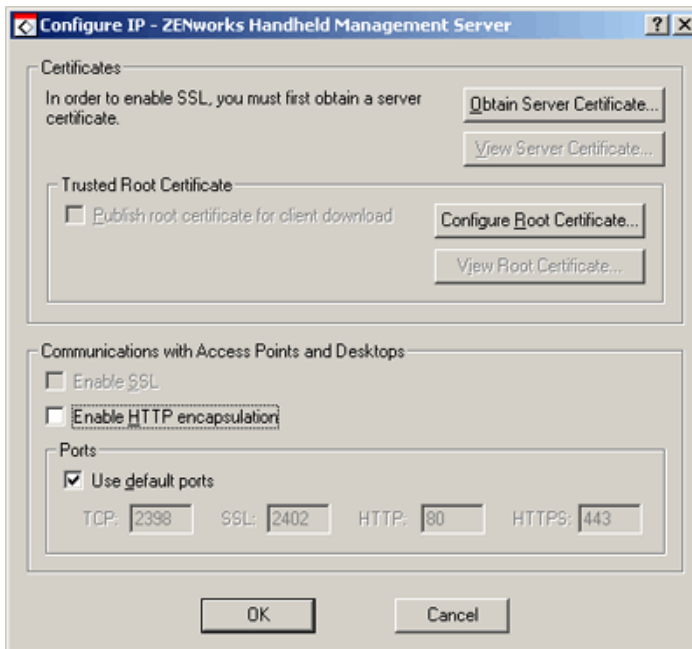 Configure IP - ZENworks Handheld Management Server
Certificates
In order to enable SSL, you must first obtain a server
certificate.
Obtain Server Certificate...
View Server Certificate...
Trusted Root Certificate
Publish root certificate for client download
Configure Root Certificate...
View Root Certificate...
Communications with Access Points and Desktops
Enable SSL
Enable HTTP encapsulation
Ports
Use default ports
TCP: 2398 SSL: 2402 HTTP: 80 HTTPS: 443
OK Cancel